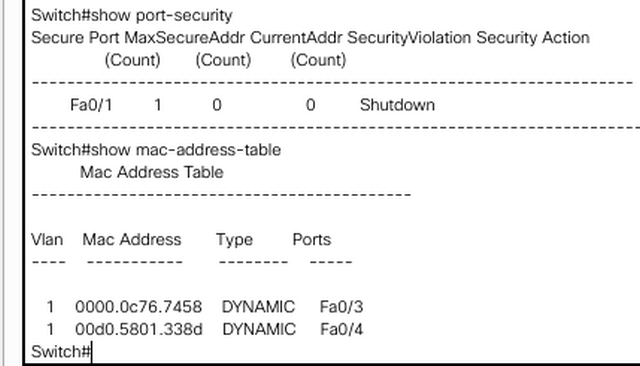 Switch#show port-security
Secure Port MaxSecureAddr CurrentAddr SecurityViolation Security Action
(Count) (Count) (Count)
--------------------------------------------------------------------
Fa0/1 1 0 0 Shutdown
--------------------------------------------------------------------
Switch#show mac-address-table
Mac Address Table
-------------------------------------------
Vlan Mac Address Type Ports
---- ----------- -------- -----
1 0000.0c76.7458 DYNAMIC Fa0/3
1 00d0.5801.338d DYNAMIC Fa0/4
Switch#